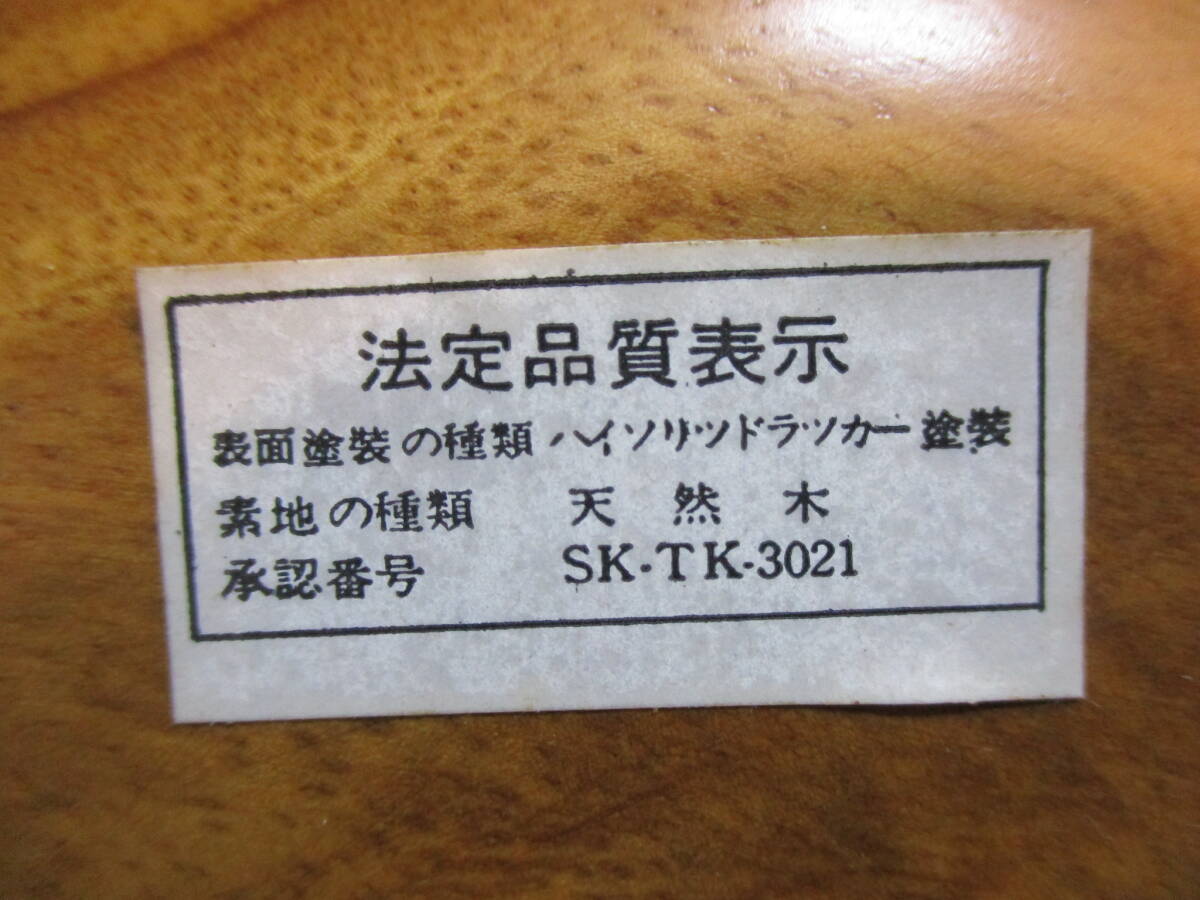 法定品質表示
表面塗装の種類 ハイソリッドラッカー塗装
素地の種類 天然木
承認番号 SK-TK-3021